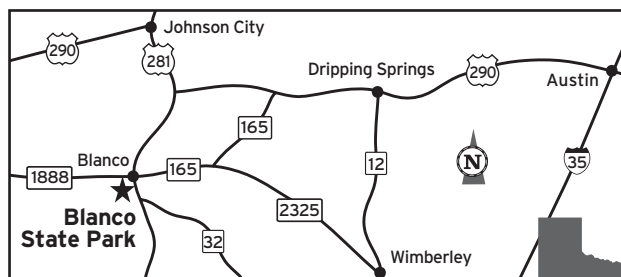 Johnson City
290
281
Dripping Springs
290
Austin
165
N
35
Blanco
165
12
1888
Blanco
State Park
2325
32
Wimberley